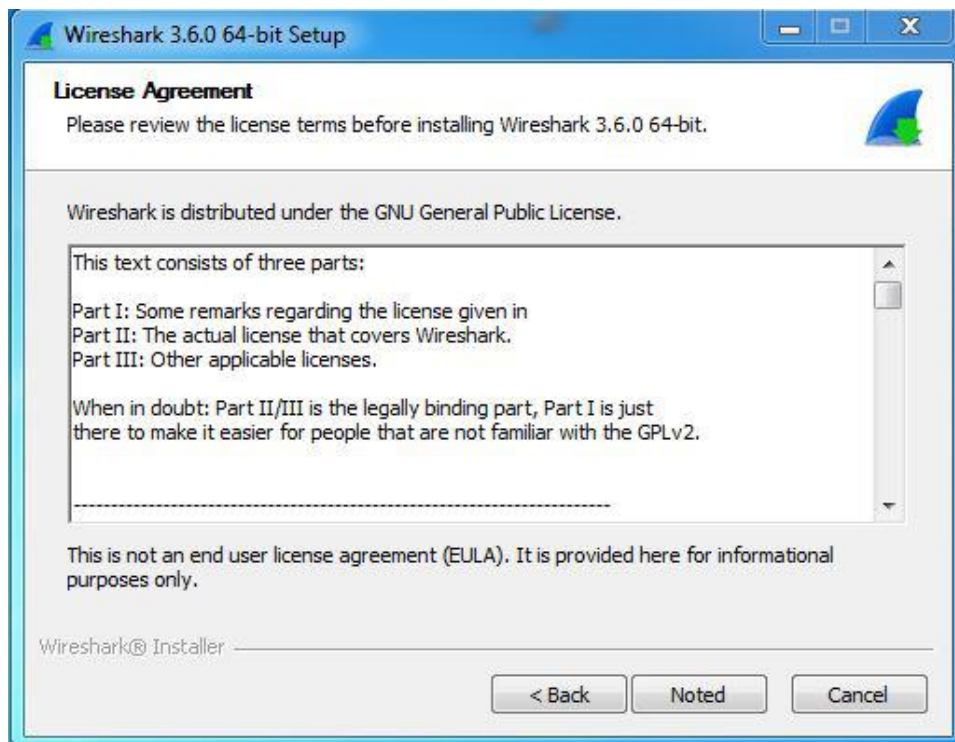 Wireshark 3.6.0 64-bit Setup
License Agreement
Please review the license terms before installing Wireshark 3.6.0 64-bit.
Wireshark is distributed under the GNU General Public License.
This text consists of three parts:
Part I: Some remarks regarding the license given in
Part II: The actual license that covers Wireshark.
Part III: Other applicable licenses.
When in doubt: Part II/III is the legally binding part, Part I is just
there to make it easier for people that are not familiar with the GPLv2.
------------------------------------------------------------------------
This is not an end user license agreement (EULA). It is provided here for informational
purposes only.
Wireshark® Installer
< Back Noted Cancel